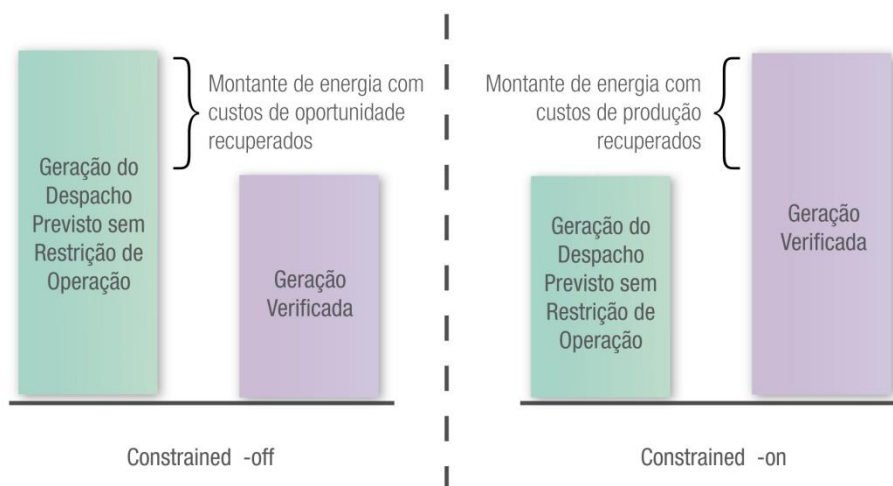 Geração do
Despacho
Previsto sem
Restrição de
Operação
Montante de energia com
custos de oportunidade
recuperados
Geração
Verificada
Constrained -off
Montante de energia com
custos de produção
recuperados
Geração do
Despacho
Previsto sem
Restrição de
Operação
Geração
Verificada
Constrained -on